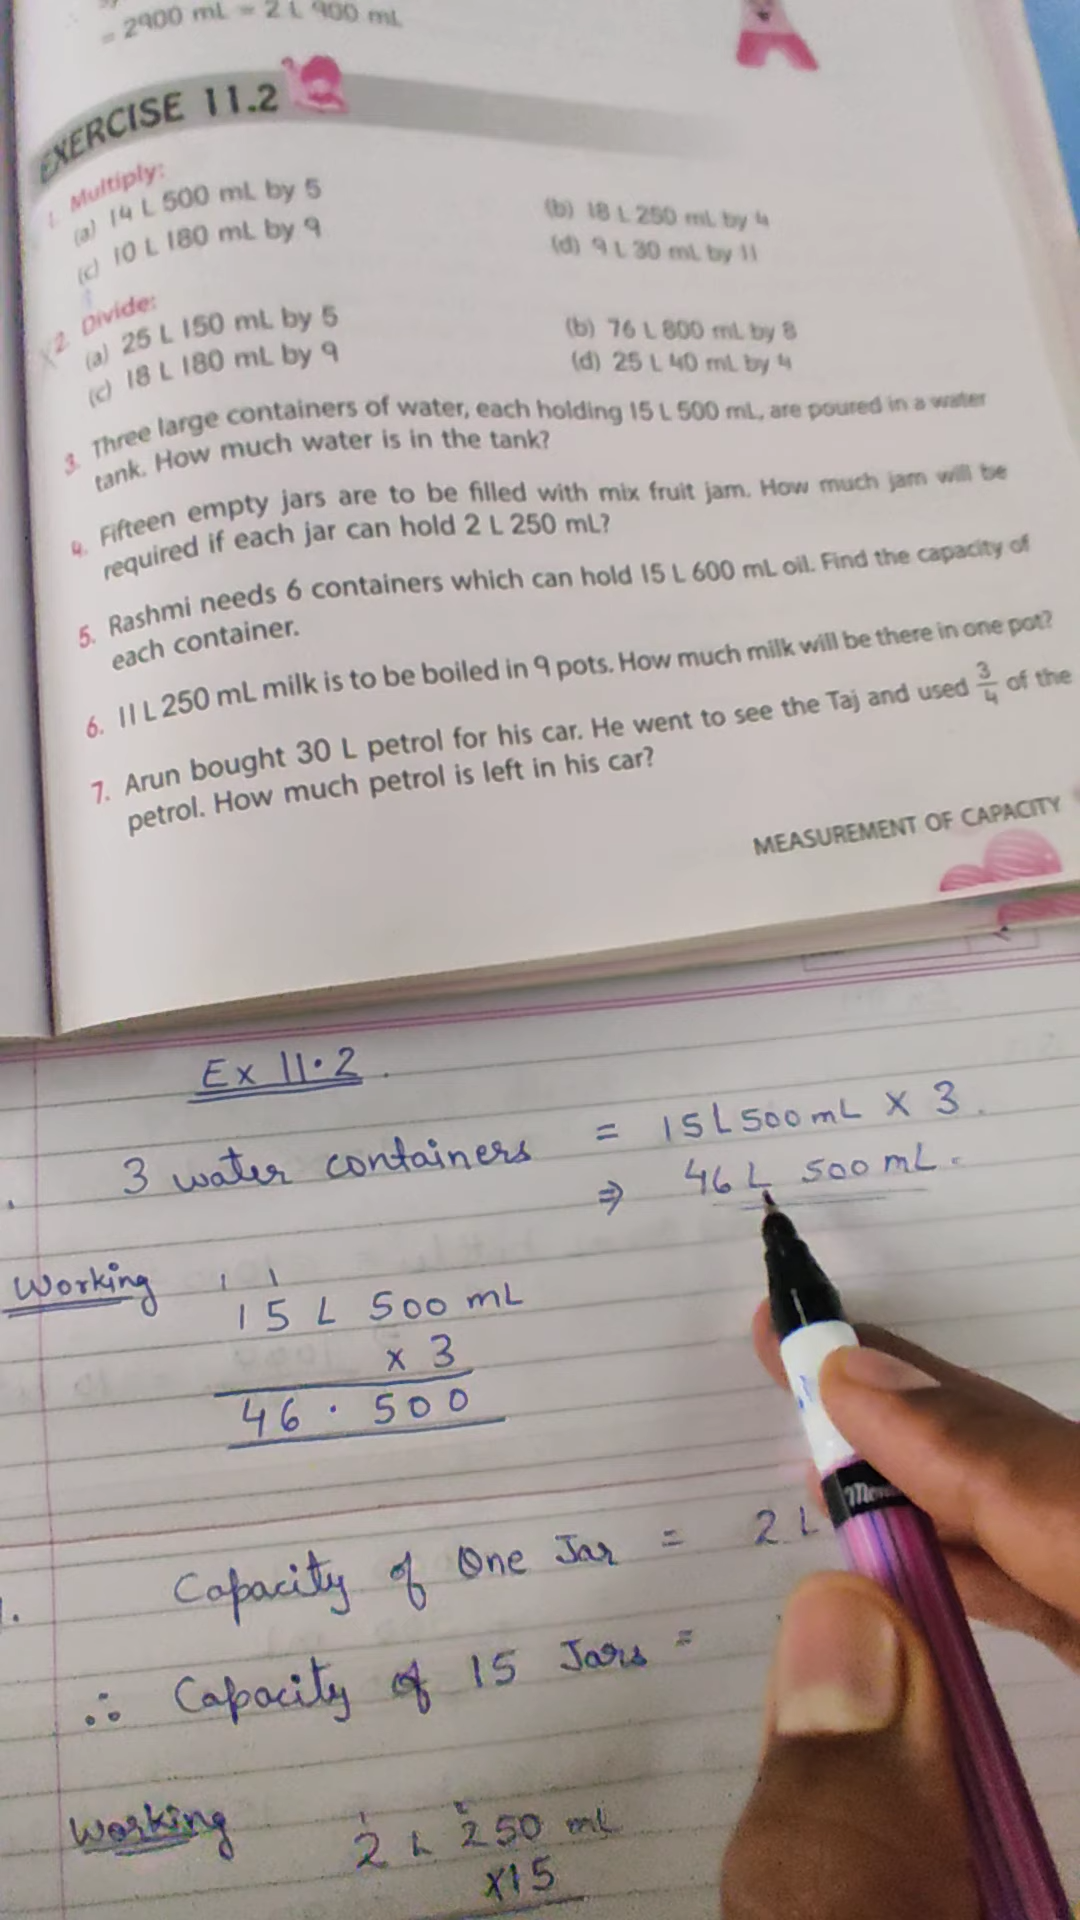 = 2900 mL = 2 L 900 mL
EXERCISE 11.2
1. Multiply:
(a) 14 L 500 mL by 5
(b) 18 L 250 mL by 4
(c) 10 L 180 mL by 9
(d) 9 L 30 mL by 11
2. Divide:
(a) 25 L 150 mL by 5
(b) 76 L 800 mL by 8
(c) 18 L 180 mL by 9
(d) 25 L 40 mL by 4
3. Three large containers of water, each holding 15 L 500 mL, are poured in a water
tank. How much water is in the tank?
4. Fifteen empty jars are to be filled with mix fruit jam. How much jam will be
required if each jar can hold 2 L 250 mL?
5. Rashmi needs 6 containers which can hold 15 L 600 mL oil. Find the capacity of
each container.
6. 11 L 250 mL milk is to be boiled in 9 pots. How much milk will be there in one pot?
7. Arun bought 30 L petrol for his car. He went to see the Taj and used 3/4 of the
petrol. How much petrol is left in his car?
MEASUREMENT OF CAPACITY
Ex 11.2
3 water containers = 15L500mL X 3.
⇒ 46 L 500 mL.
Working
1 1
15 L 500 mL
x 3
46 . 500
Capacity of One Jar = 2 L
∴ Capacity of 15 Jars =
Working
2 L 250 mL
x15